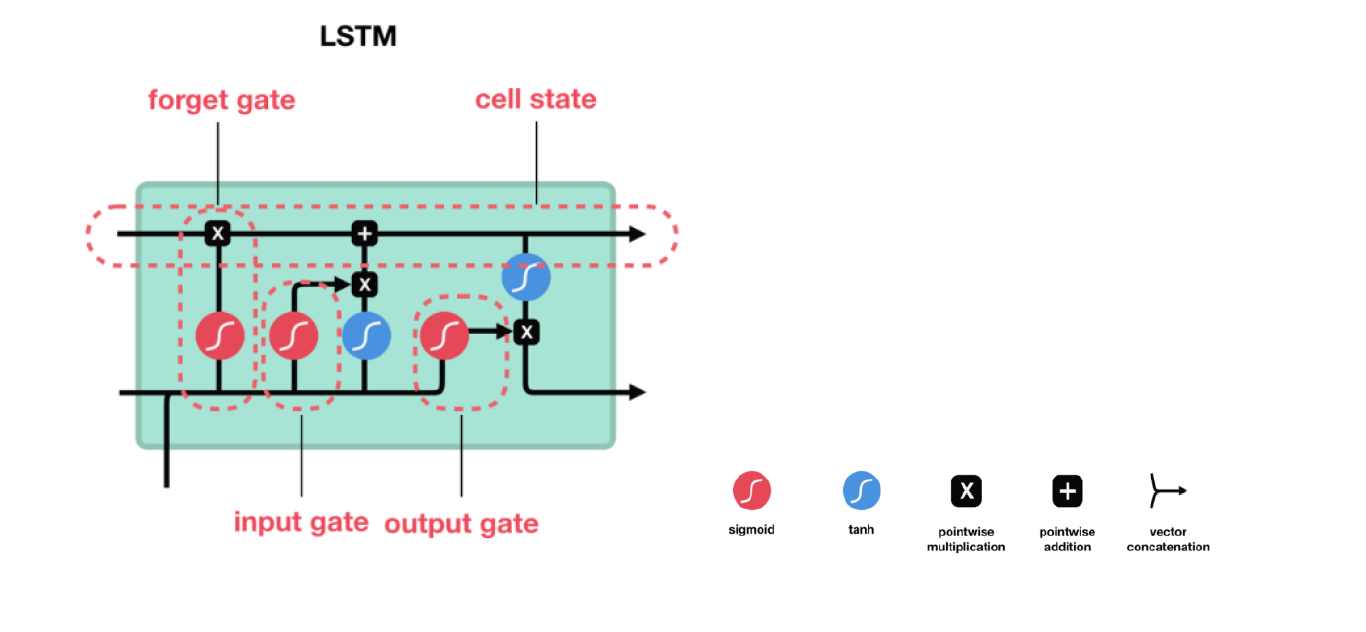 LSTM
forget gate
cell state
X
+
X
X
input gate
output gate
X
+
sigmoid
tanh
pointwise
multiplication
pointwise
addition
vector
concatenation